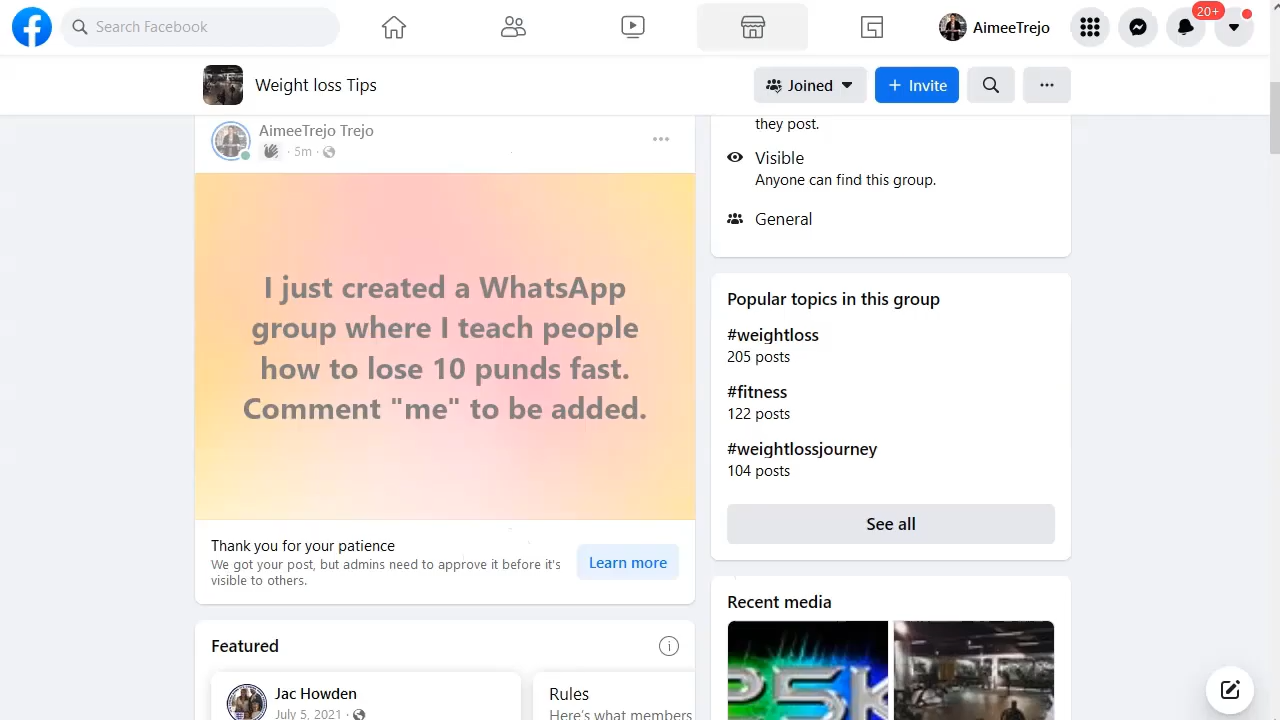 Search Facebook
AimeeTrejo
20+
Weight loss Tips
Joined
+ Invite
AimeeTrejo Trejo
· 5m ·
I just created a WhatsApp
group where I teach people
how to lose 10 punds fast.
Comment "me" to be added.
Thank you for your patience
We got your post, but admins need to approve it before it's
visible to others.
Learn more
Featured
Jac Howden
July 5, 2021 ·
Rules
Here's what members
they post.
Visible
Anyone can find this group.
General
Popular topics in this group
#weightloss
205 posts
#fitness
122 posts
#weightlossjourney
104 posts
See all
Recent media